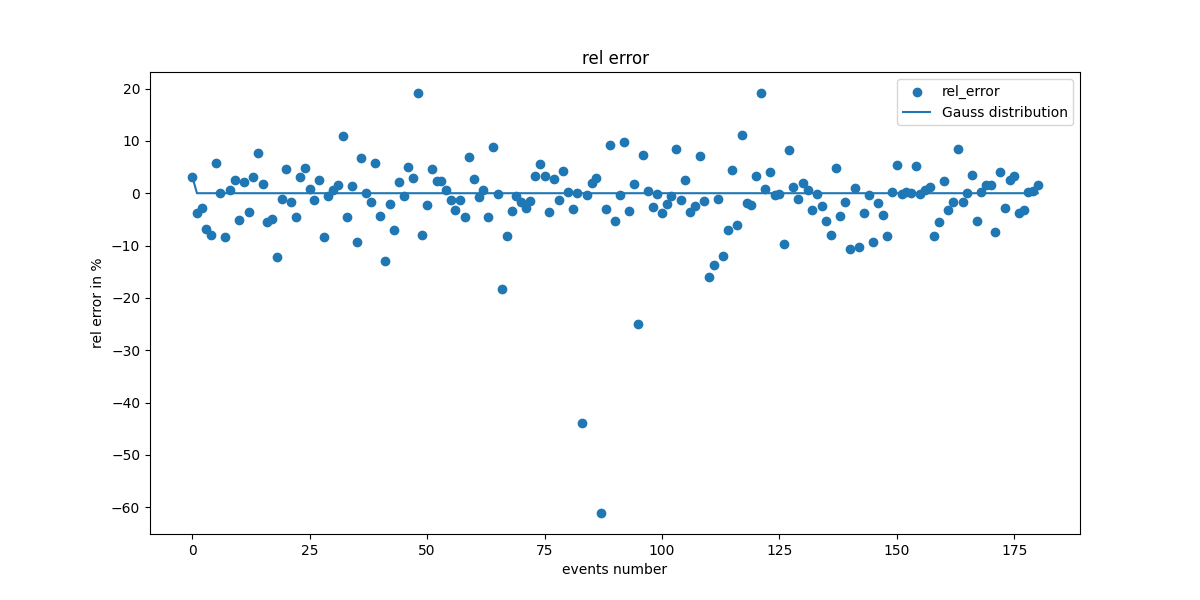 rel error
rel_error
Gauss distribution
20
10
0
−10
−20
−30
−40
−50
−60
rel error in %
0 25 50 75 100 125 150 175
events number